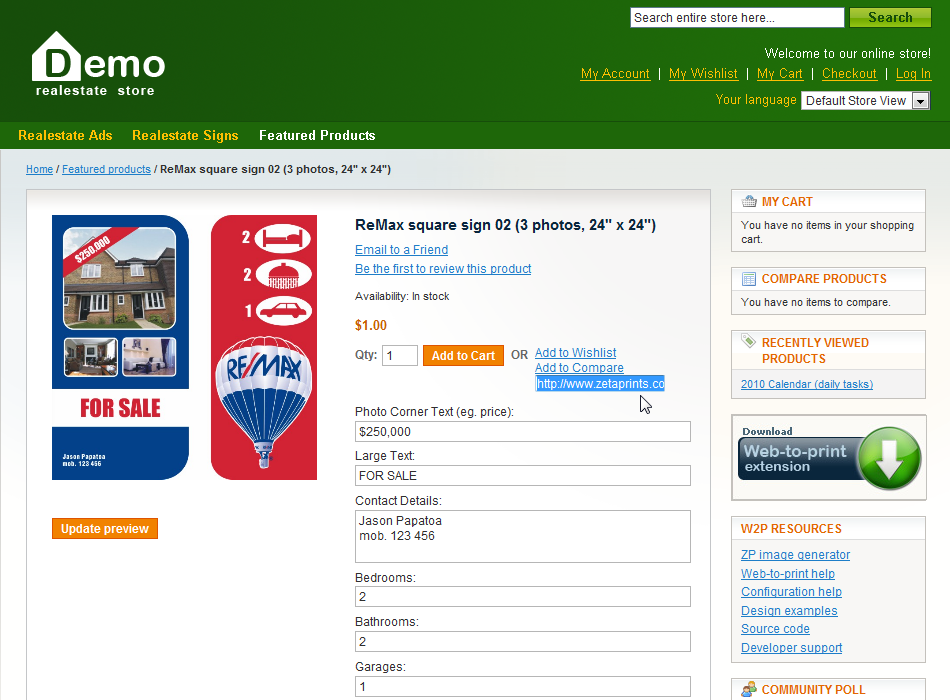 Search entire store here...
Search
Demo
realestate store
Welcome to our online store!
My Account | My Wishlist | My Cart | Checkout | Log In
Your language Default Store View
Realestate Ads Realestate Signs Featured Products
Home / Featured products / ReMax square sign 02 (3 photos, 24" x 24")
$250,000
FOR SALE
Jason Papatoa
mob. 123 456
2
2
1
RE/MAX
Update preview
ReMax square sign 02 (3 photos, 24" x 24")
Email to a Friend
Be the first to review this product
Availability: In stock
$1.00
Qty: 1 Add to Cart OR Add to Wishlist
Add to Compare
http://www.zetaprints.co
Photo Corner Text (eg. price):
$250,000
Large Text:
FOR SALE
Contact Details:
Jason Papatoa
mob. 123 456
Bedrooms:
2
Bathrooms:
2
Garages:
1
MY CART
You have no items in your shopping
cart.
COMPARE PRODUCTS
You have no items to compare.
RECENTLY VIEWED
PRODUCTS
2010 Calendar (daily tasks)
Download
Web-to-print
extension
W2P RESOURCES
ZP image generator
Web-to-print help
Configuration help
Design examples
Source code
Developer support
COMMUNITY POLL